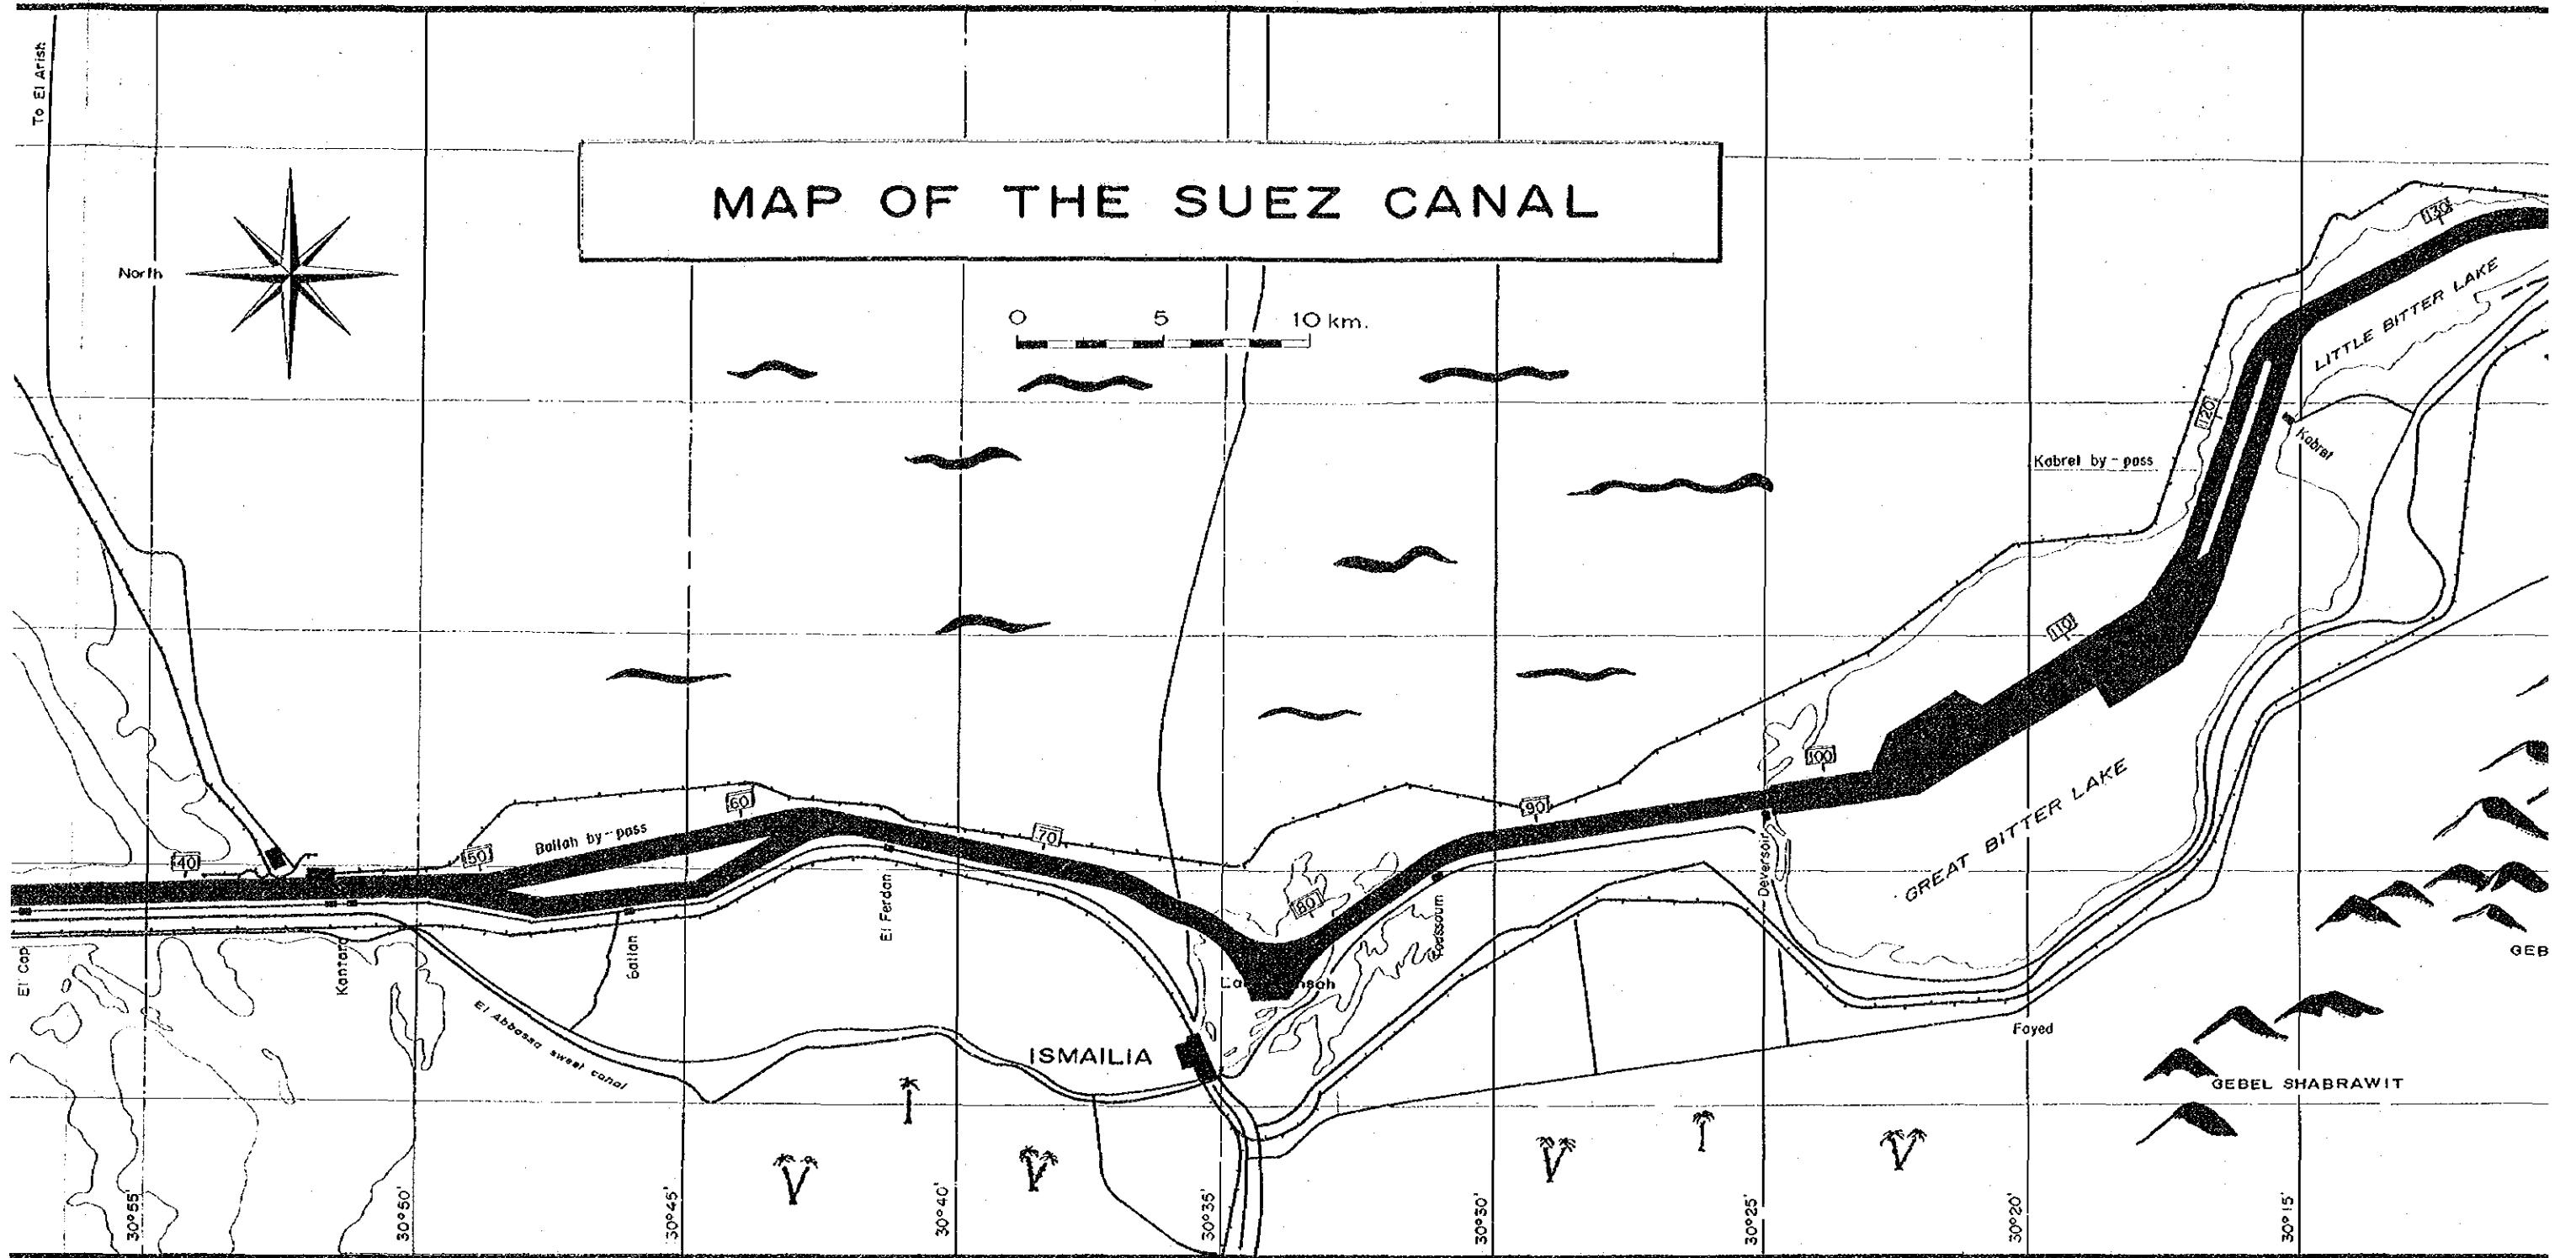 To El Arish
MAP OF THE SUEZ CANAL
North
0 5 10 km.
130
LITTLE BITTER LAKE
120
Kabret
Kabret by-pass
110
100
90
60
Ballah by-pass
70
40
50
80
Deversoir
GREAT BITTER LAKE
El Ferdan
El Cap
Kantara
Ballah
El Abbassa sweet canal
ISMAILIA
Fayed
GEB
GEBEL SHABRAWIT
30°55'
30°50'
30°45'
30°40'
30°35'
30°30'
30°25'
30°20'
30°15'